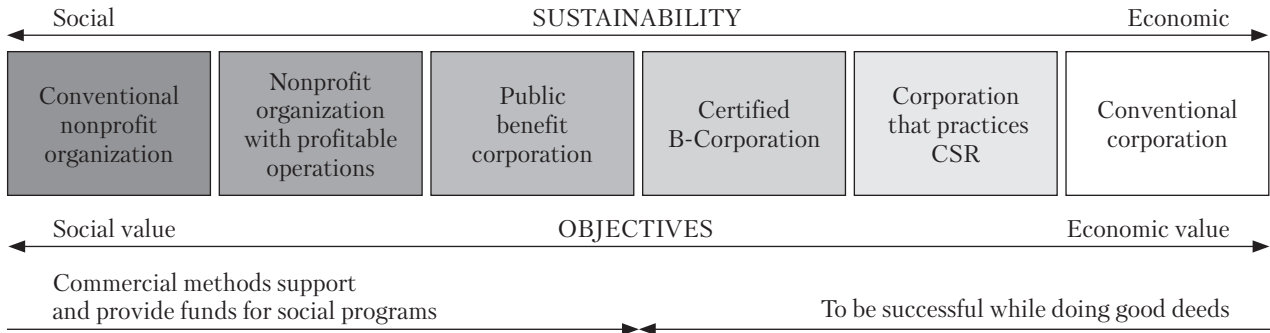 Social SUSTAINABILITY Economic
Conventional
nonprofit
organization
Nonprofit
organization
with profitable
operations
Public
benefit
corporation
Certified
B-Corporation
Corporation
that practices
CSR
Conventional
corporation
Social value OBJECTIVES Economic value
Commercial methods support
and provide funds for social programs
To be successful while doing good deeds